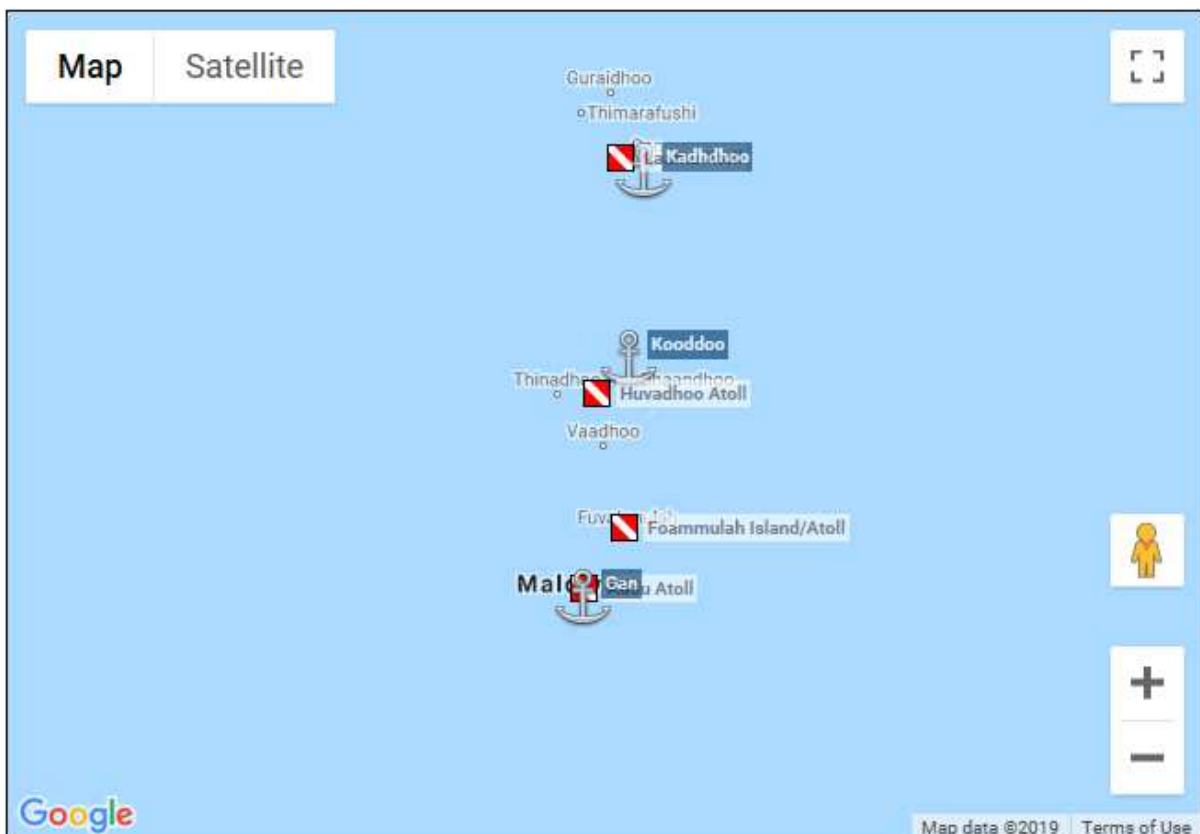 Map Satellite
Guraidhoo
Thimarafushi
Kadhdhoo
Kooddoo
Huvadhoo Atoll
Vaadhoo
Foammulah Island/Atoll
Gan
Atoll
Google
Map data ©2019 Terms of Use